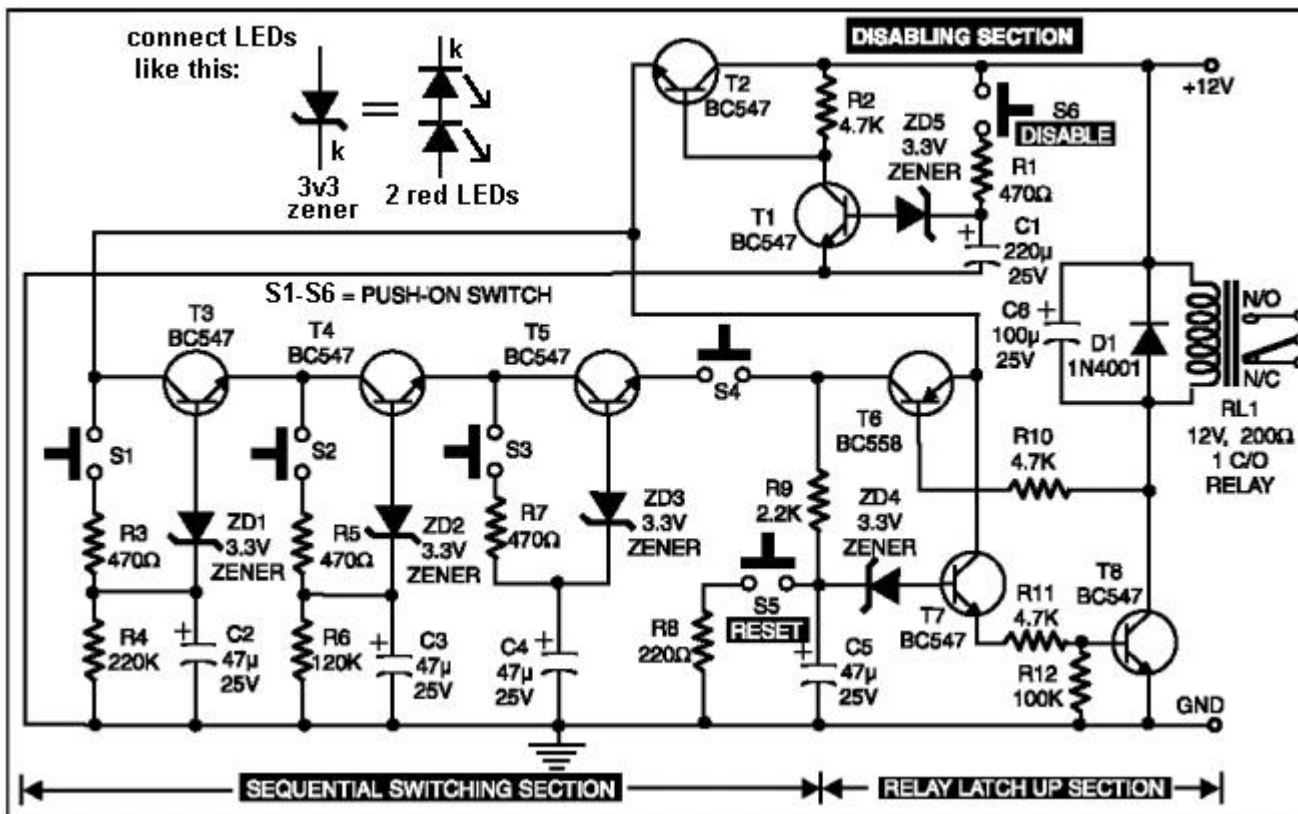 connect LEDs
like this:
k
k
3v3
zener
2 red LEDs
DISABLING SECTION
+12V
T2
BC547
R2
4.7K
ZD5
3.3V
ZENER
S6
DISABLE
R1
470Ω
T1
BC547
+
C1
220µ
25V
S1-S6 = PUSH-ON SWITCH
T3
BC547
T4
BC547
T5
BC547
S4
T6
BC558
C6
100µ
25V
+
D1
1N4001
N/O
N/C
RL1
12V, 200Ω
1 C/O
RELAY
R10
4.7K
S1
S2
S3
R3
470Ω
ZD1
3.3V
ZENER
R5
470Ω
ZD2
3.3V
ZENER
R7
470Ω
ZD3
3.3V
ZENER
R9
2.2K
ZD4
3.3V
ZENER
S5
RESET
T7
BC547
R11
4.7K
T8
BC547
R4
220K
+
C2
47µ
25V
R6
120K
+
C3
47µ
25V
C4
47µ
25V
+
R8
220Ω
+
C5
47µ
25V
R12
100K
GND
SEQUENTIAL SWITCHING SECTION
RELAY LATCH UP SECTION